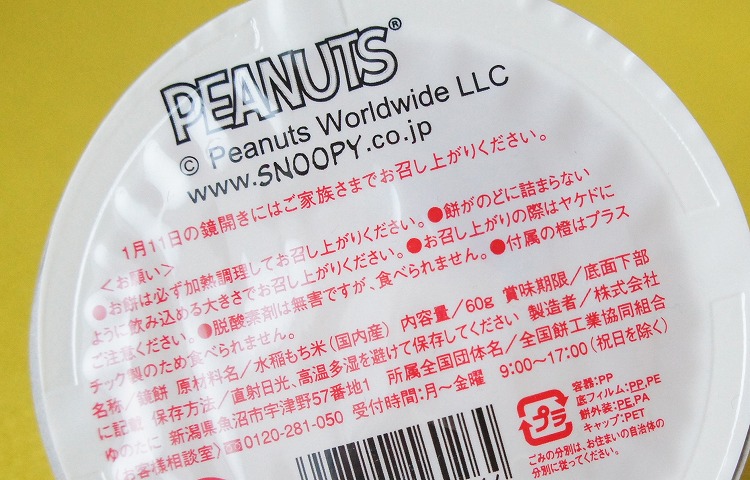 PEANUTS®
© Peanuts Worldwide LLC
www.SNOOPY.co.jp
1月11日の鏡開きにはご家族さまでお召し上がりください。
<お願い>
●お餅は必ず加熱調理してお召し上がりください。●餅がのどに詰まらない
ように飲み込める大きさでお召し上がりください。●お召し上がりの際はヤケドに
ご注意ください。●脱酸素剤は無害ですが、食べられません。●付属の橙はプラス
チック製のため食べられません。
名称/鏡餅 原材料名/水稲もち米(国内産) 内容量/60g 賞味期限/底面下部
に記載 保存方法/直射日光、高温多湿を避けて保存してください 製造者/株式会社
ゆのたに 新潟県魚沼市宇津野57番地1 所属全国団体名/全国餅工業協同組合
<お客様相談室>0120-281-050 受付時間:月〜金曜 9:00〜17:00(祝日を除く)
プラ
容器:PP
底フィルム:PP,PE
餅外装:PE,PA
キャップ:PET
ごみの分別は、お住まいの自治体の
分別に従ってください。